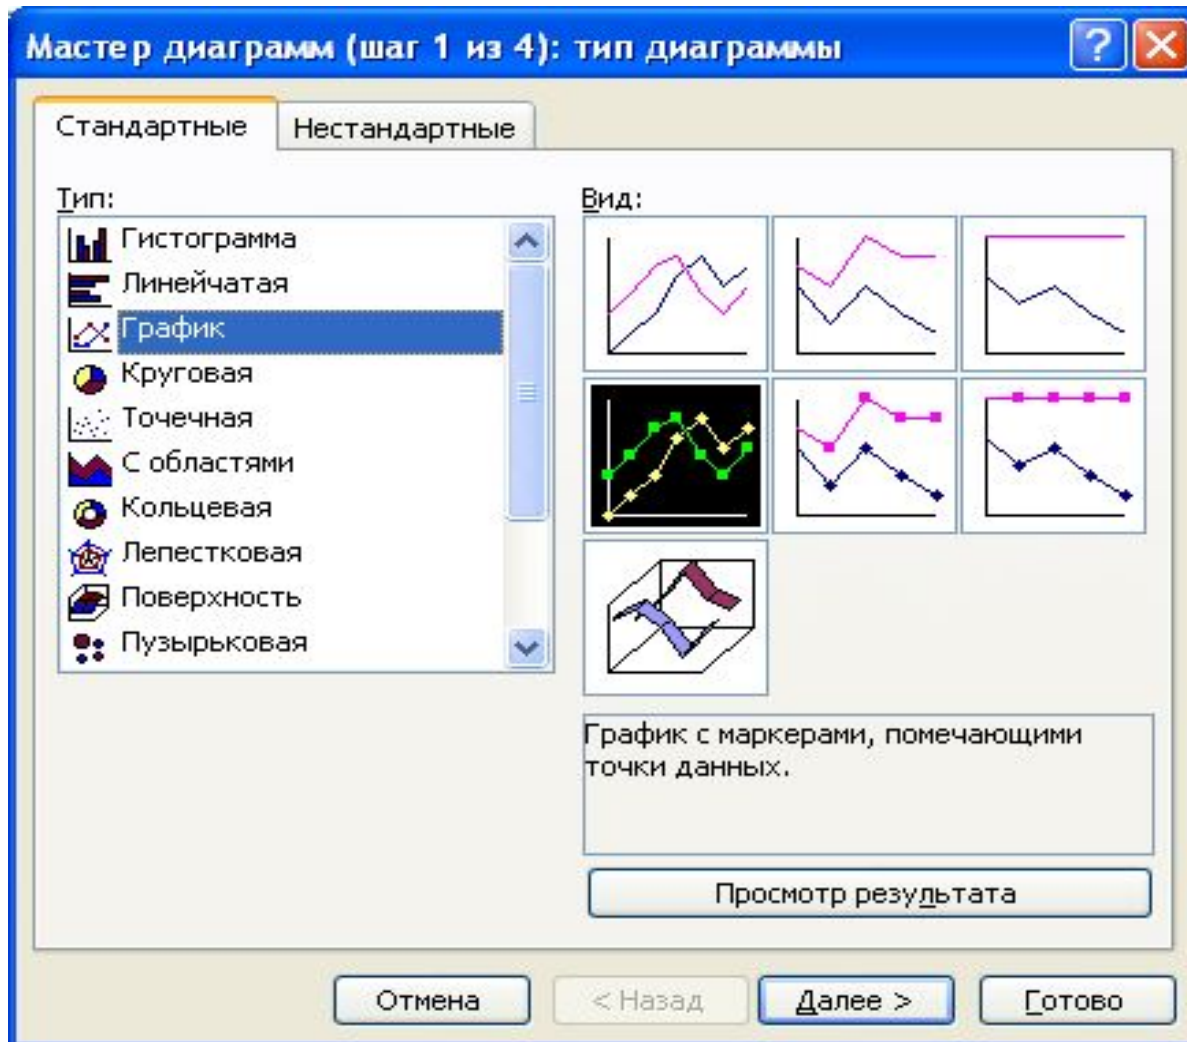 Мастер диаграмм (шаг 1 из 4): тип диаграммы
Стандартные
Нестандартные
Тип:
Гистограмма
Линейчатая
График
Круговая
Точечная
С областями
Кольцевая
Лепестковая
Поверхность
Пузырьковая
Вид:
График с маркерами, помечающими
точки данных.
Просмотр результата
Отмена
< Назад
Далее >
Готово